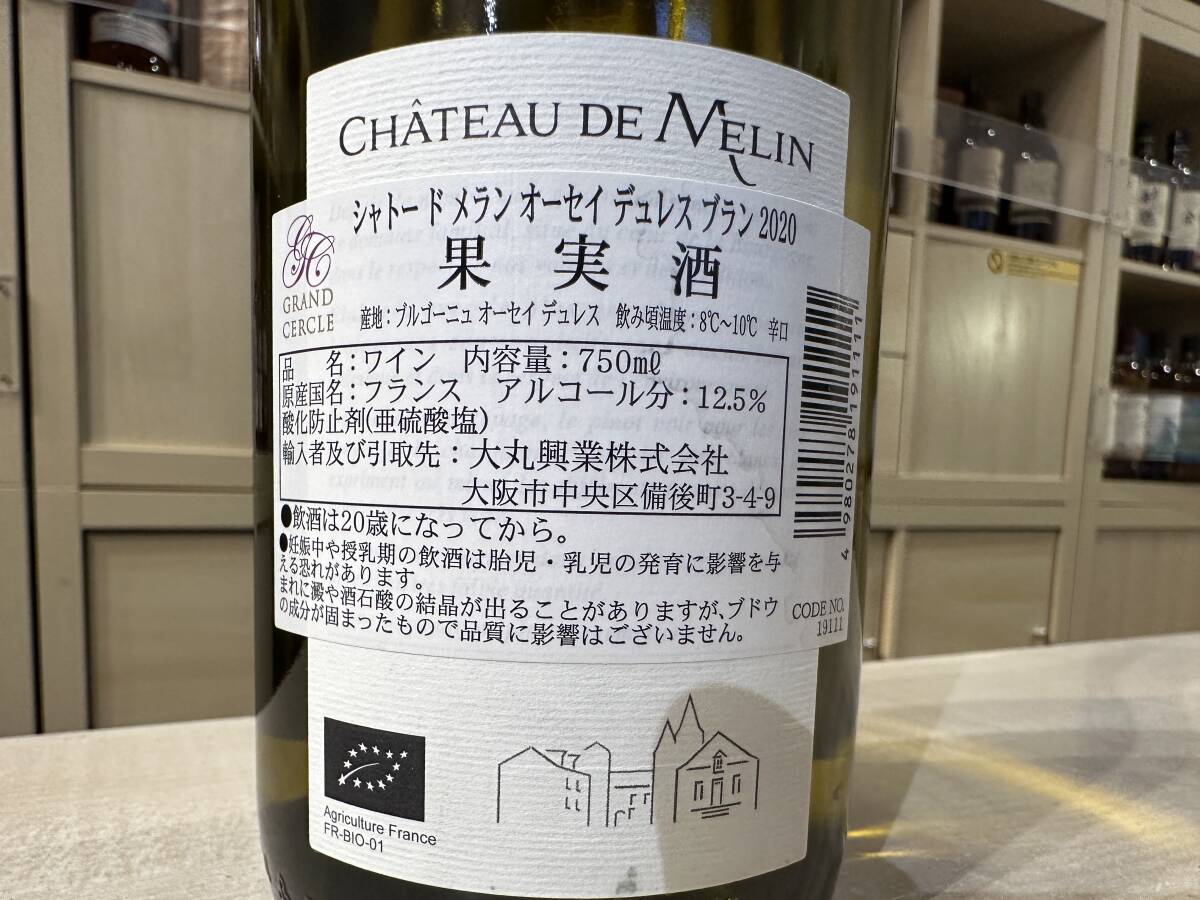 CHÂTEAU DE MELIN
シャトー ド メラン オーセイ デュレス ブラン 2020
果実酒
GRAND
CERCLE
産地：ブルゴーニュ オーセイ デュレス 飲み頃温度：8℃～10℃ 辛口
品 名：ワイン 内容量：750㎖
原産国名：フランス アルコール分：12.5%
酸化防止剤(亜硫酸塩)
輸入者及び引取先：大丸興業株式会社
大阪市中央区備後町3-4-9
●飲酒は20歳になってから。
●妊娠中や授乳期の飲酒は胎児・乳児の発育に影響を与
える恐れがあります。
まれに澱や酒石酸の結晶が出ることがありますが、ブドウ
の成分が固まったもので品質に影響はございません。
4980278191111
CODE NO.
19111
Agriculture France
FR-BIO-01